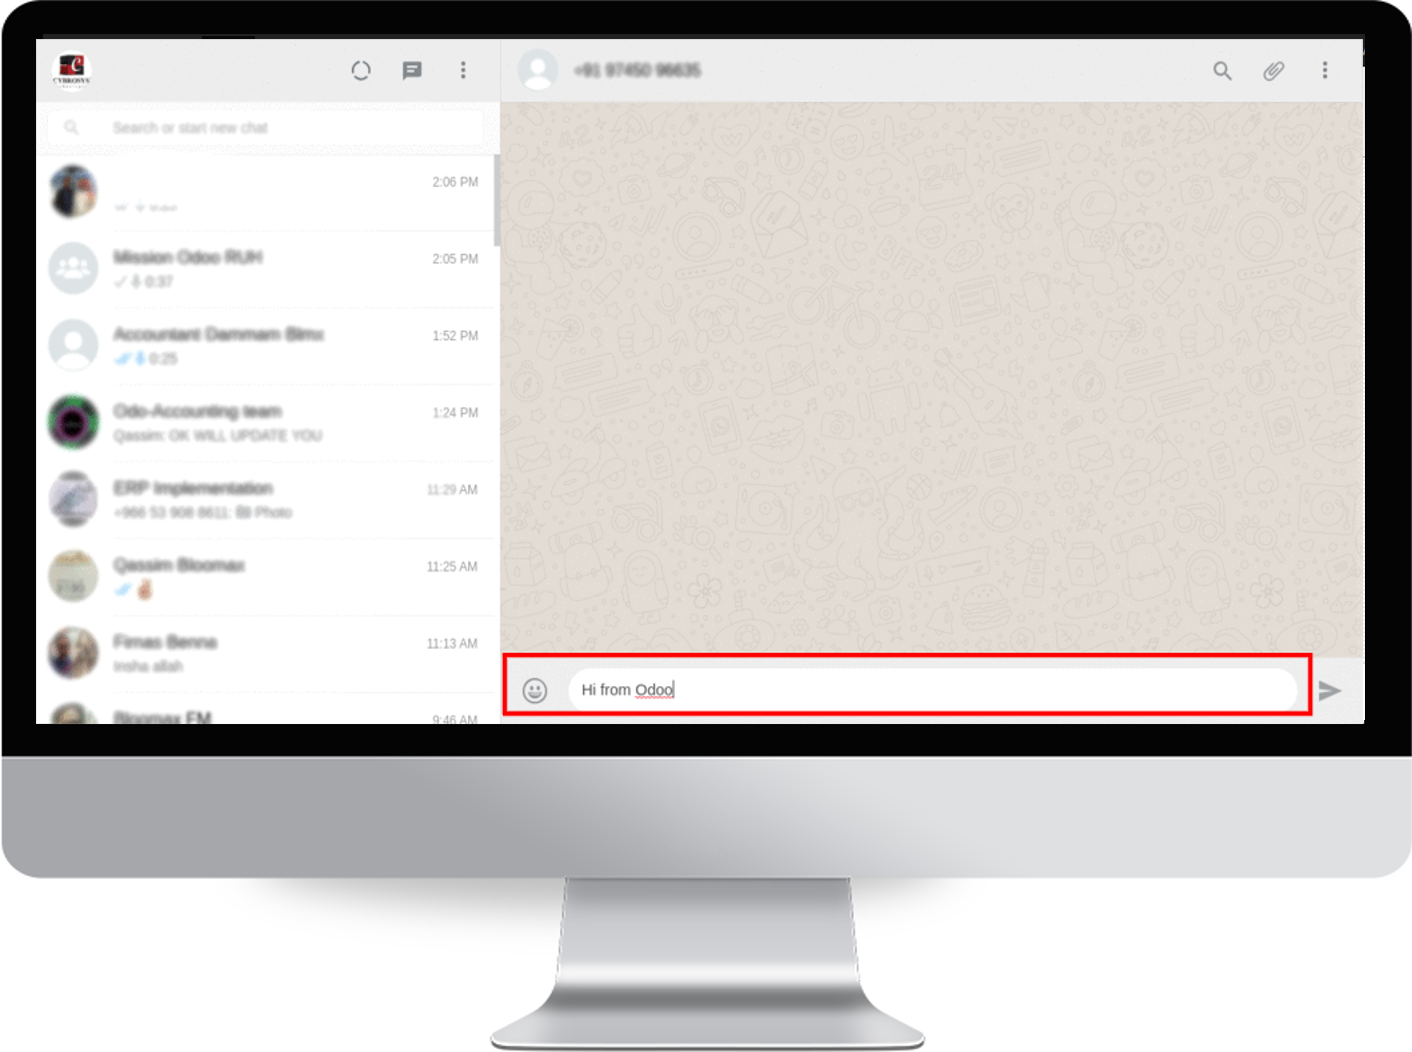 CYBROSYS
+91 97450 96635
Search or start new chat
2:06 PM
Mission Odoo RUH
2:05 PM
0:37
Accountant Dammam Blmx
1:52 PM
0:25
Odo-Accounting team
1:24 PM
Qassim: OK WILL UPDATE YOU
ERP Implementation
11:29 AM
+966 53 908 8611: Photo
Qassim Bloomax
11:25 AM
Firnas Benna
11:13 AM
Insha allah
Bloomax FM
9:46 AM
Hi from Odoo